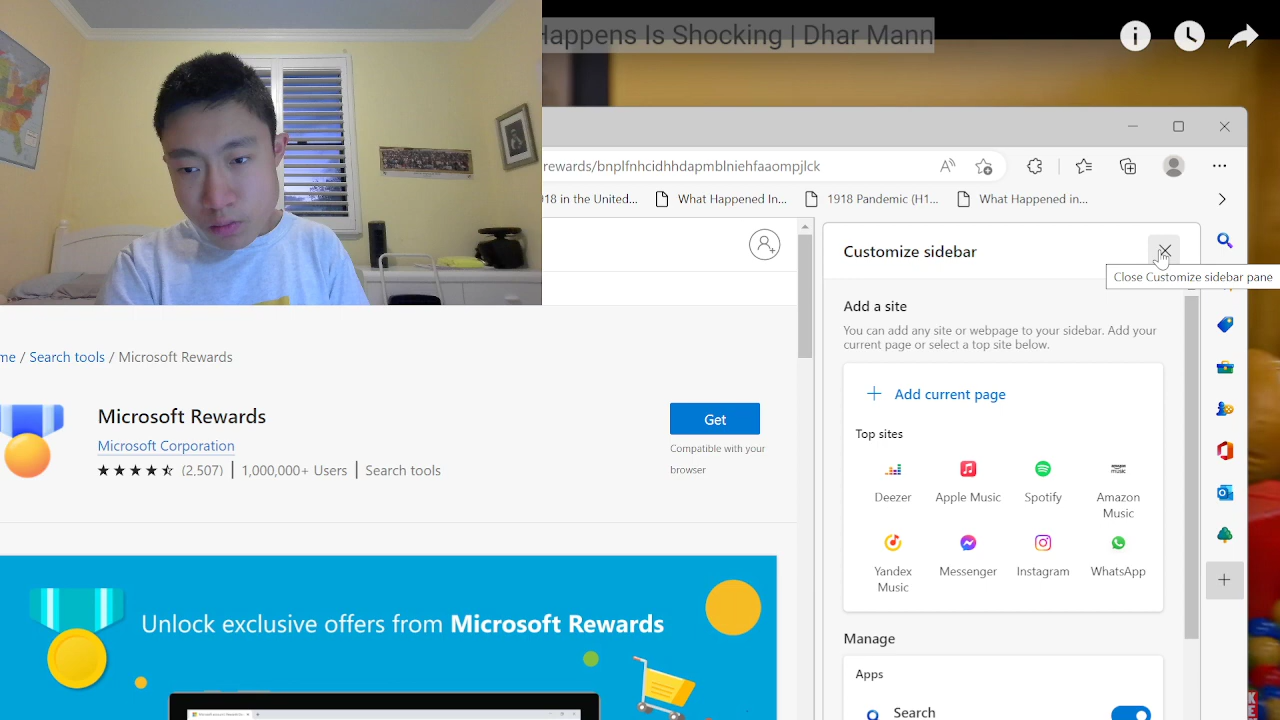 Happens Is Shocking | Dhar Mann
rewards/bnplfnhcidhhdapmblniehfaaompjlck
18 in the United...
What Happened In...
1918 Pandemic (H1...
What Happened in...
Customize sidebar
Close Customize sidebar pane
Add a site
You can add any site or webpage to your sidebar. Add your
current page or select a top site below.
+ Add current page
Top sites
Deezer
Apple Music
Spotify
amazon music
Amazon
Music
Yandex
Music
Messenger
Instagram
WhatsApp
Manage
Apps
Search
me / Search tools / Microsoft Rewards
Microsoft Rewards
Get
Microsoft Corporation
Compatible with your
browser
(2,507) | 1,000,000+ Users | Search tools
Unlock exclusive offers from Microsoft Rewards